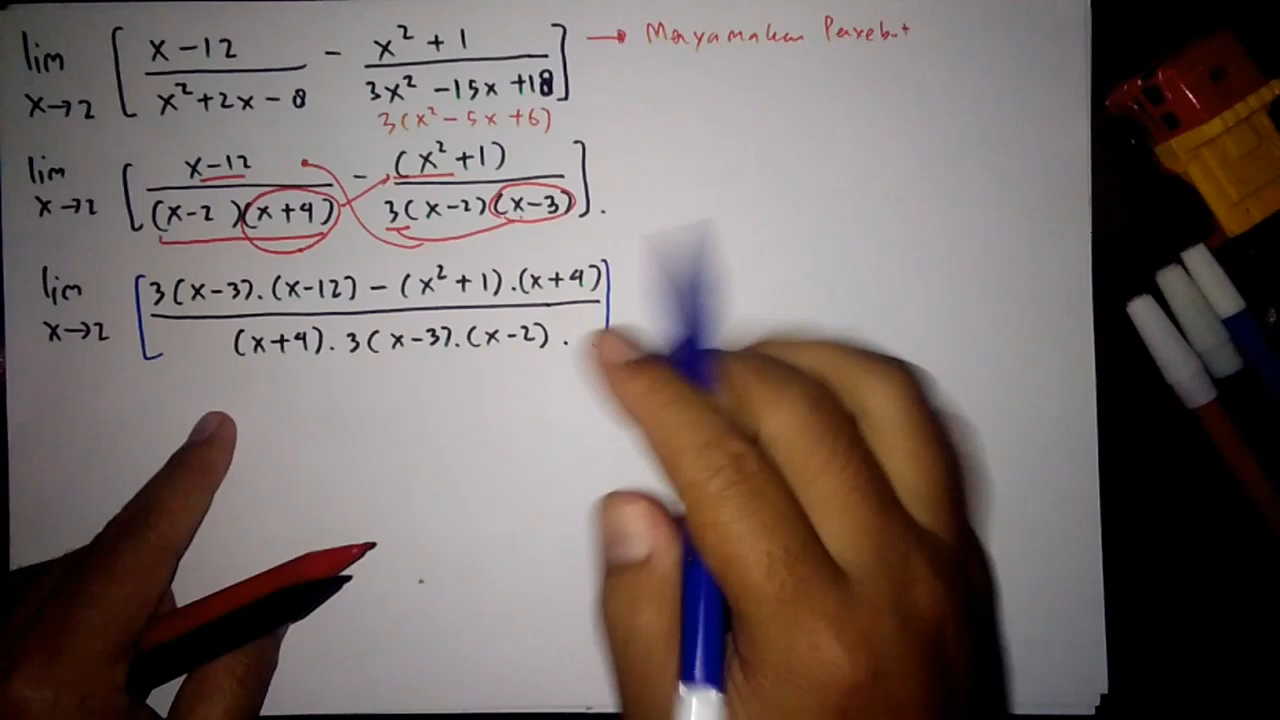 lim x→2 [ (x-12)/(x²+2x-8) - (x²+1)/(3x²-15x+18) ] → Menyamakan Penyebut
3(x²-5x+6)
lim x→2 [ (x-12)/((x-2)(x+4)) - (x²+1)/(3(x-2)(x-3)) ].
lim x→2 [ (3(x-3).(x-12)-(x²+1).(x+4))/((x+4).3(x-3).(x-2)). ]